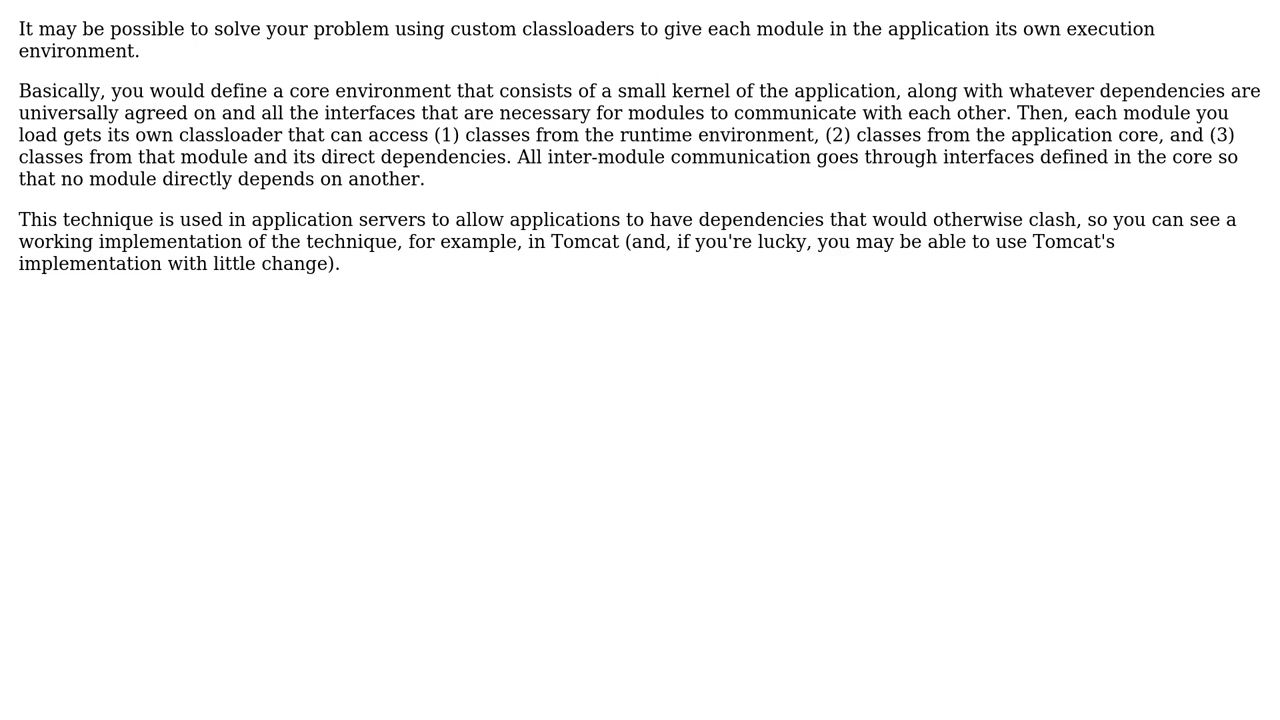 It may be possible to solve your problem using custom classloaders to give each module in the application its own execution
environment.
Basically, you would define a core environment that consists of a small kernel of the application, along with whatever dependencies are
universally agreed on and all the interfaces that are necessary for modules to communicate with each other. Then, each module you
load gets its own classloader that can access (1) classes from the runtime environment, (2) classes from the application core, and (3)
classes from that module and its direct dependencies. All inter-module communication goes through interfaces defined in the core so
that no module directly depends on another.
This technique is used in application servers to allow applications to have dependencies that would otherwise clash, so you can see a
working implementation of the technique, for example, in Tomcat (and, if you're lucky, you may be able to use Tomcat's
implementation with little change).